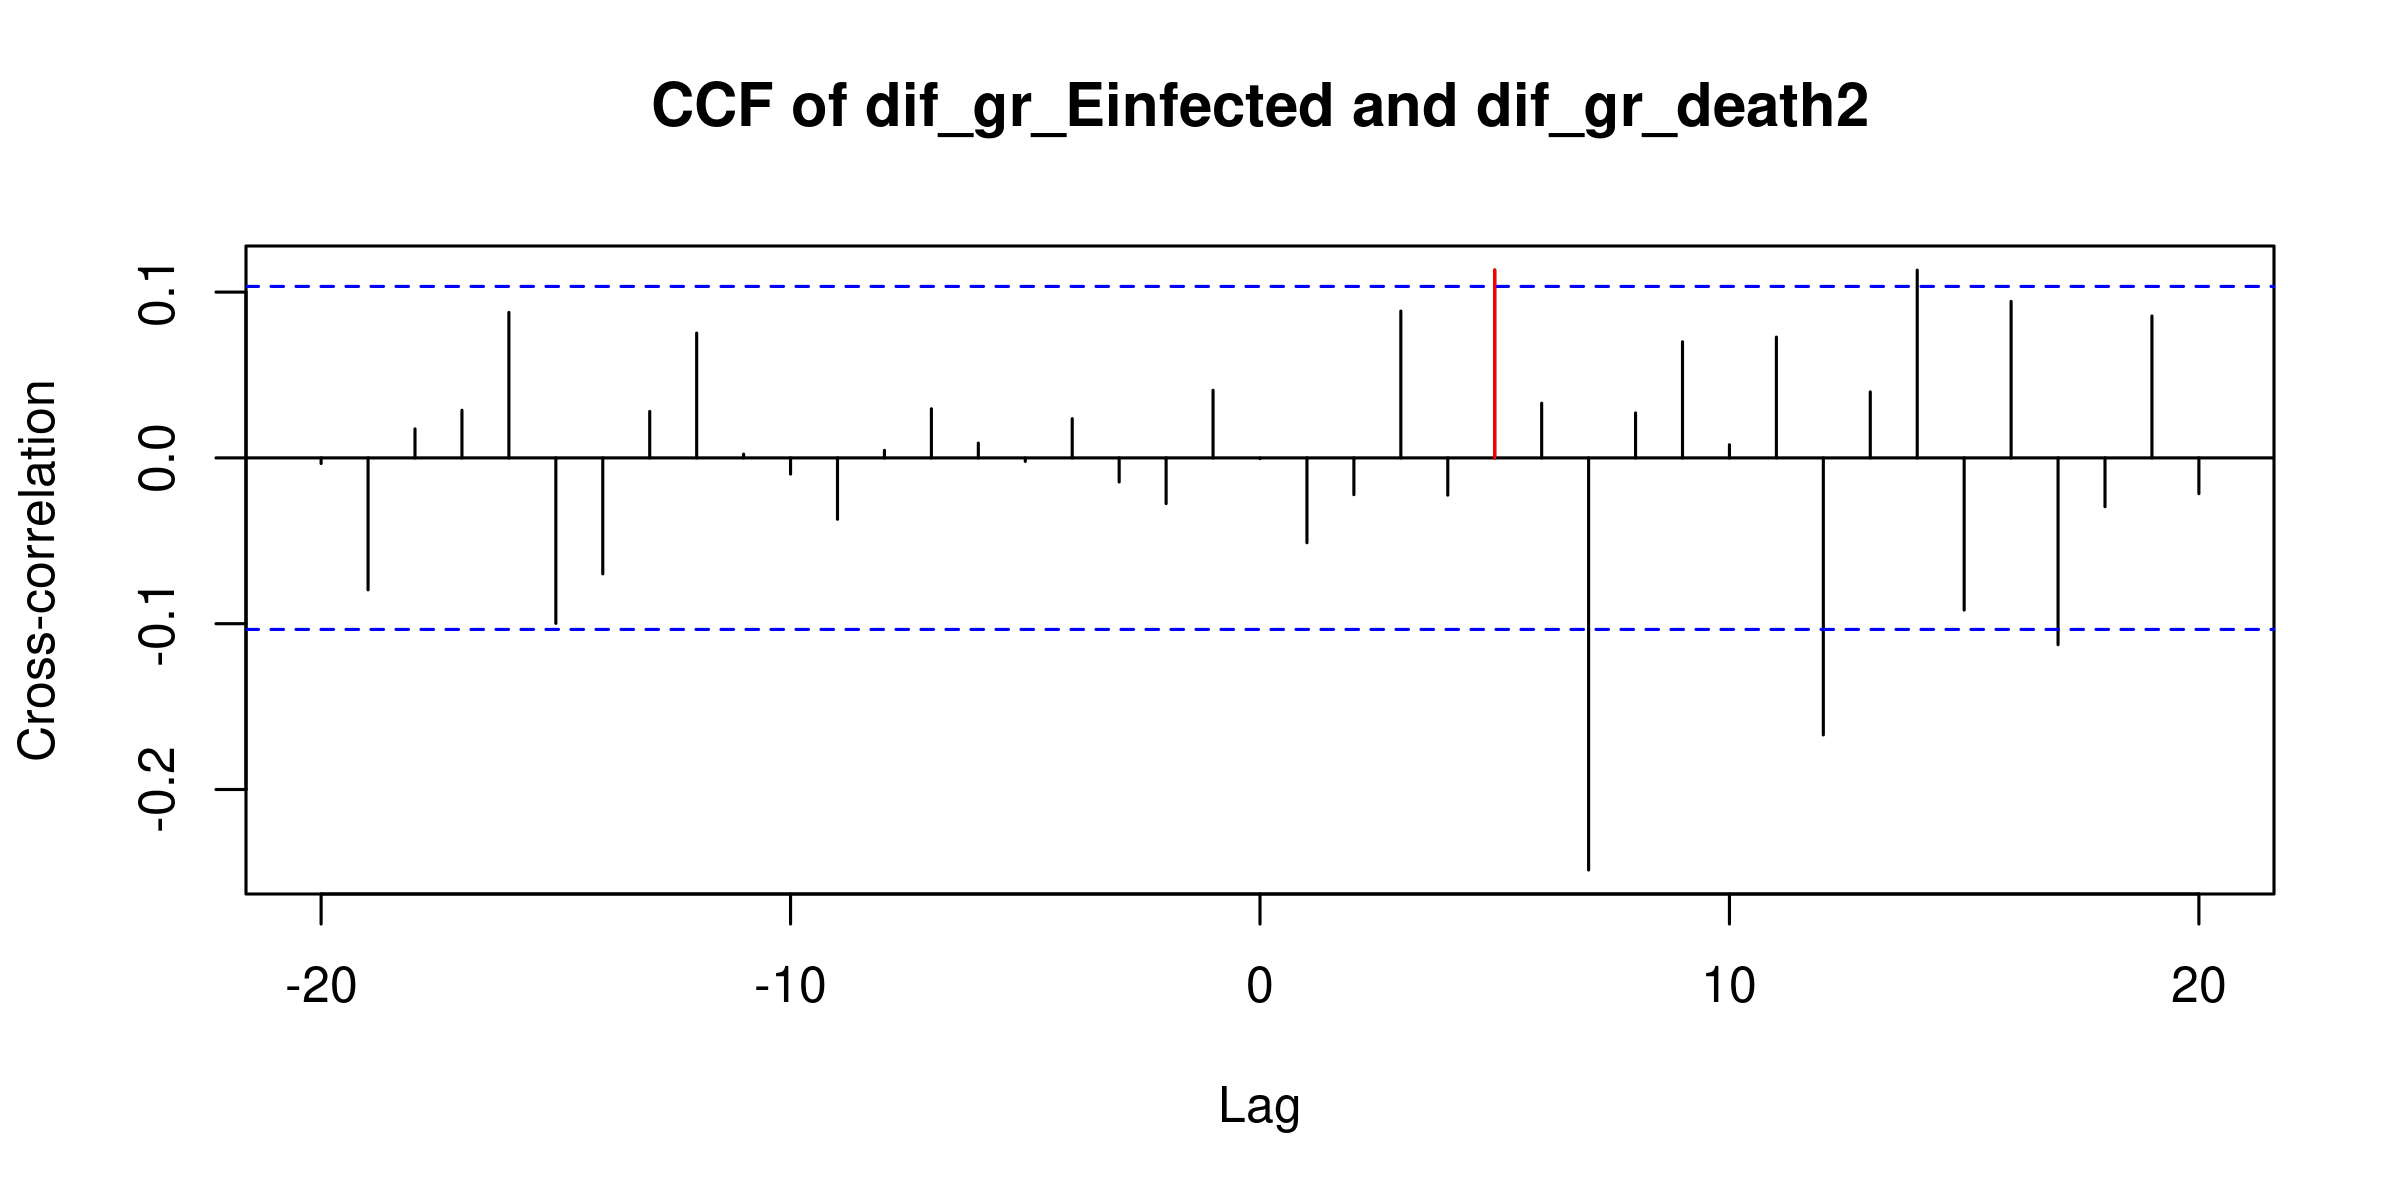 CCF of dif_gr_Einfected and dif_gr_death2
Cross-correlation
0.1
0.0
-0.1
-0.2
-20 -10 0 10 20
Lag